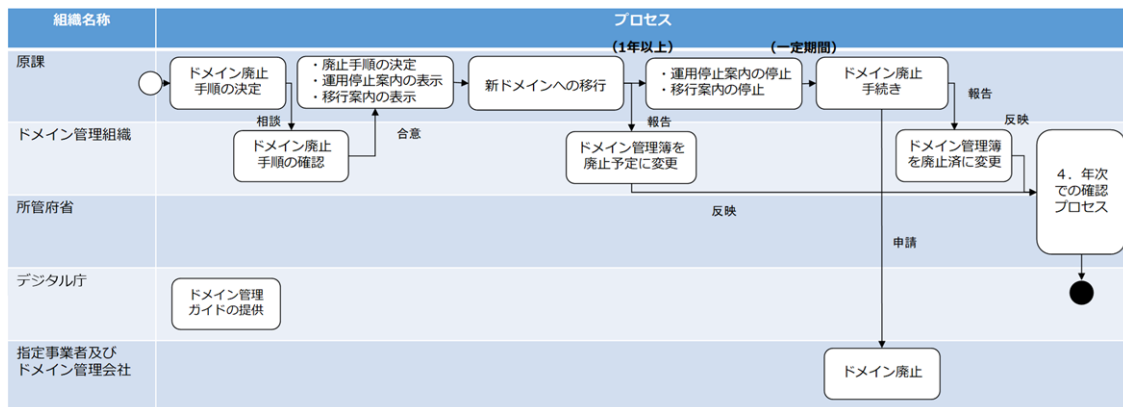 組織名称
プロセス
(1年以上)
(一定期間)
原課
ドメイン廃止
手順の決定
・廃止手順の決定
・運用停止案内の表示
・移行案内の表示
新ドメインへの移行
・運用停止案内の停止
・移行案内の停止
ドメイン廃止
手続き
相談
合意
報告
報告
反映
ドメイン管理組織
ドメイン廃止
手順の確認
ドメイン管理簿を
廃止予定に変更
ドメイン管理簿
を廃止済に変更
4.年次
での確認
プロセス
所管府省
反映
申請
デジタル庁
ドメイン管理
ガイドの提供
指定事業者及び
ドメイン管理会社
ドメイン廃止